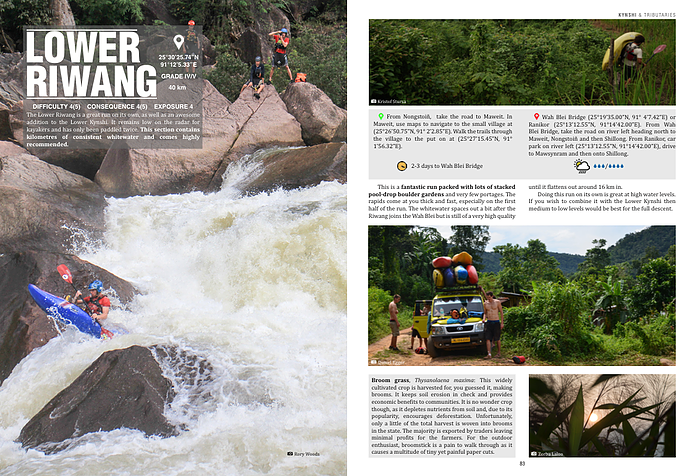 LOWER
RIWANG
25°30'25.74"N
91°12'5.33"E
GRADE IV/V
40 km
DIFFICULTY 4(5) CONSEQUENCE 4(5) EXPOSURE 4
The Lower Riwang is a great run on its own, as well as an awesome
addition to the Lower Kynshi. It remains low on the radar for
kayakers and has only been paddled twice. This section contains
kilometres of consistent whitewater and comes highly
recommended.
Rory Woods
KYNSHI & TRIBUTARIES
Kristof Stursa
From Nongstoiñ, take the road to Maweit. In
Maweit, use maps to navigate to the small village at
(25°26'50.75"N, 91° 2'2.85"E). Walk the trails through
the village to the put on at (25°27'15.45"N, 91°
1'56.32"E).
2-3 days to Wah Blei Bridge
Wah Blei Bridge (25°19'35.00"N, 91° 4'7.42"E) or
Ranikor (25°13'12.55"N, 91°14'42.00"E). From Wah
Blei Bridge, take the road on river left heading north to
Maweit, Nongstoiñ and then Shillong. From Ranikor, car
park on river left (25°13'12.55"N, 91°14'42.00"E), drive
to Mawsynram and then onto Shillong.
This is a fantastic run packed with lots of stacked
pool-drop boulder gardens and very few portages. The
rapids come at you thick and fast, especially on the first
half of the run. The whitewater spaces out a bit after the
Riwang joins the Wah Blei but is still of a very high quality
until it flattens out around 16 km in.
Doing this run on its own is great at high water levels.
If you wish to combine it with the Lower Kynshi then
medium to low levels would be best for the full descent.
Broom grass, Thysanolaena maxima: This widely
cultivated crop is harvested for, you guessed it, making
brooms. It keeps soil erosion in check and provides
economic benefits to communities. It is no wonder crop
though, as it depletes nutrients from soil and, due to its
popularity, encourages deforestation. Unfortunately,
only a little of the total harvest is woven into brooms
in the state. The majority is exported by traders leaving
minimal profits for the farmers. For the outdoor
enthusiast, broomstick is a pain to walk through as it
causes a multitude of tiny yet painful paper cuts.
Zorba Laloo
83